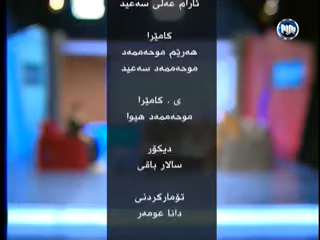 ئارام عەلی سەعید
کامێرا
هەرێم موحەممەد
موحەممەد سەعید
ی . کامێرا
موحەممەد هیوا
دیکۆر
سالار باقی
تۆمارکردنی
دانا عومەر